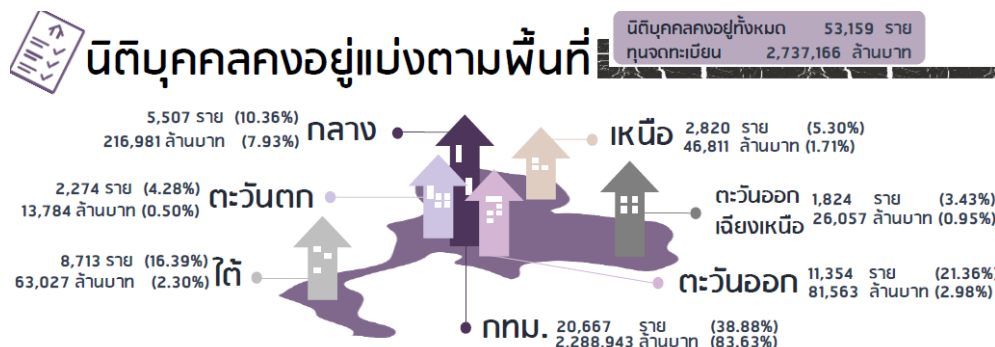 นิติบุคคลคงอยู่แบ่งตามพื้นที่
นิติบุคคลคงอยู่ทั้งหมด 53,159 ราย
ทุนจดทะเบียน 2,737,166 ล้านบาท
กลาง
5,507 ราย (10.36%)
216,981 ล้านบาท (7.93%)
เหนือ
2,820 ราย (5.30%)
46,811 ล้านบาท (1.71%)
ตะวันตก
2,274 ราย (4.28%)
13,784 ล้านบาท (0.50%)
ตะวันออก
เฉียงเหนือ
1,824 ราย (3.43%)
26,057 ล้านบาท (0.95%)
ใต้
8,713 ราย (16.39%)
63,027 ล้านบาท (2.30%)
ตะวันออก
11,354 ราย (21.36%)
81,563 ล้านบาท (2.98%)
กทม.
20,667 ราย (38.88%)
2,288,943 ล้านบาท (83.63%)